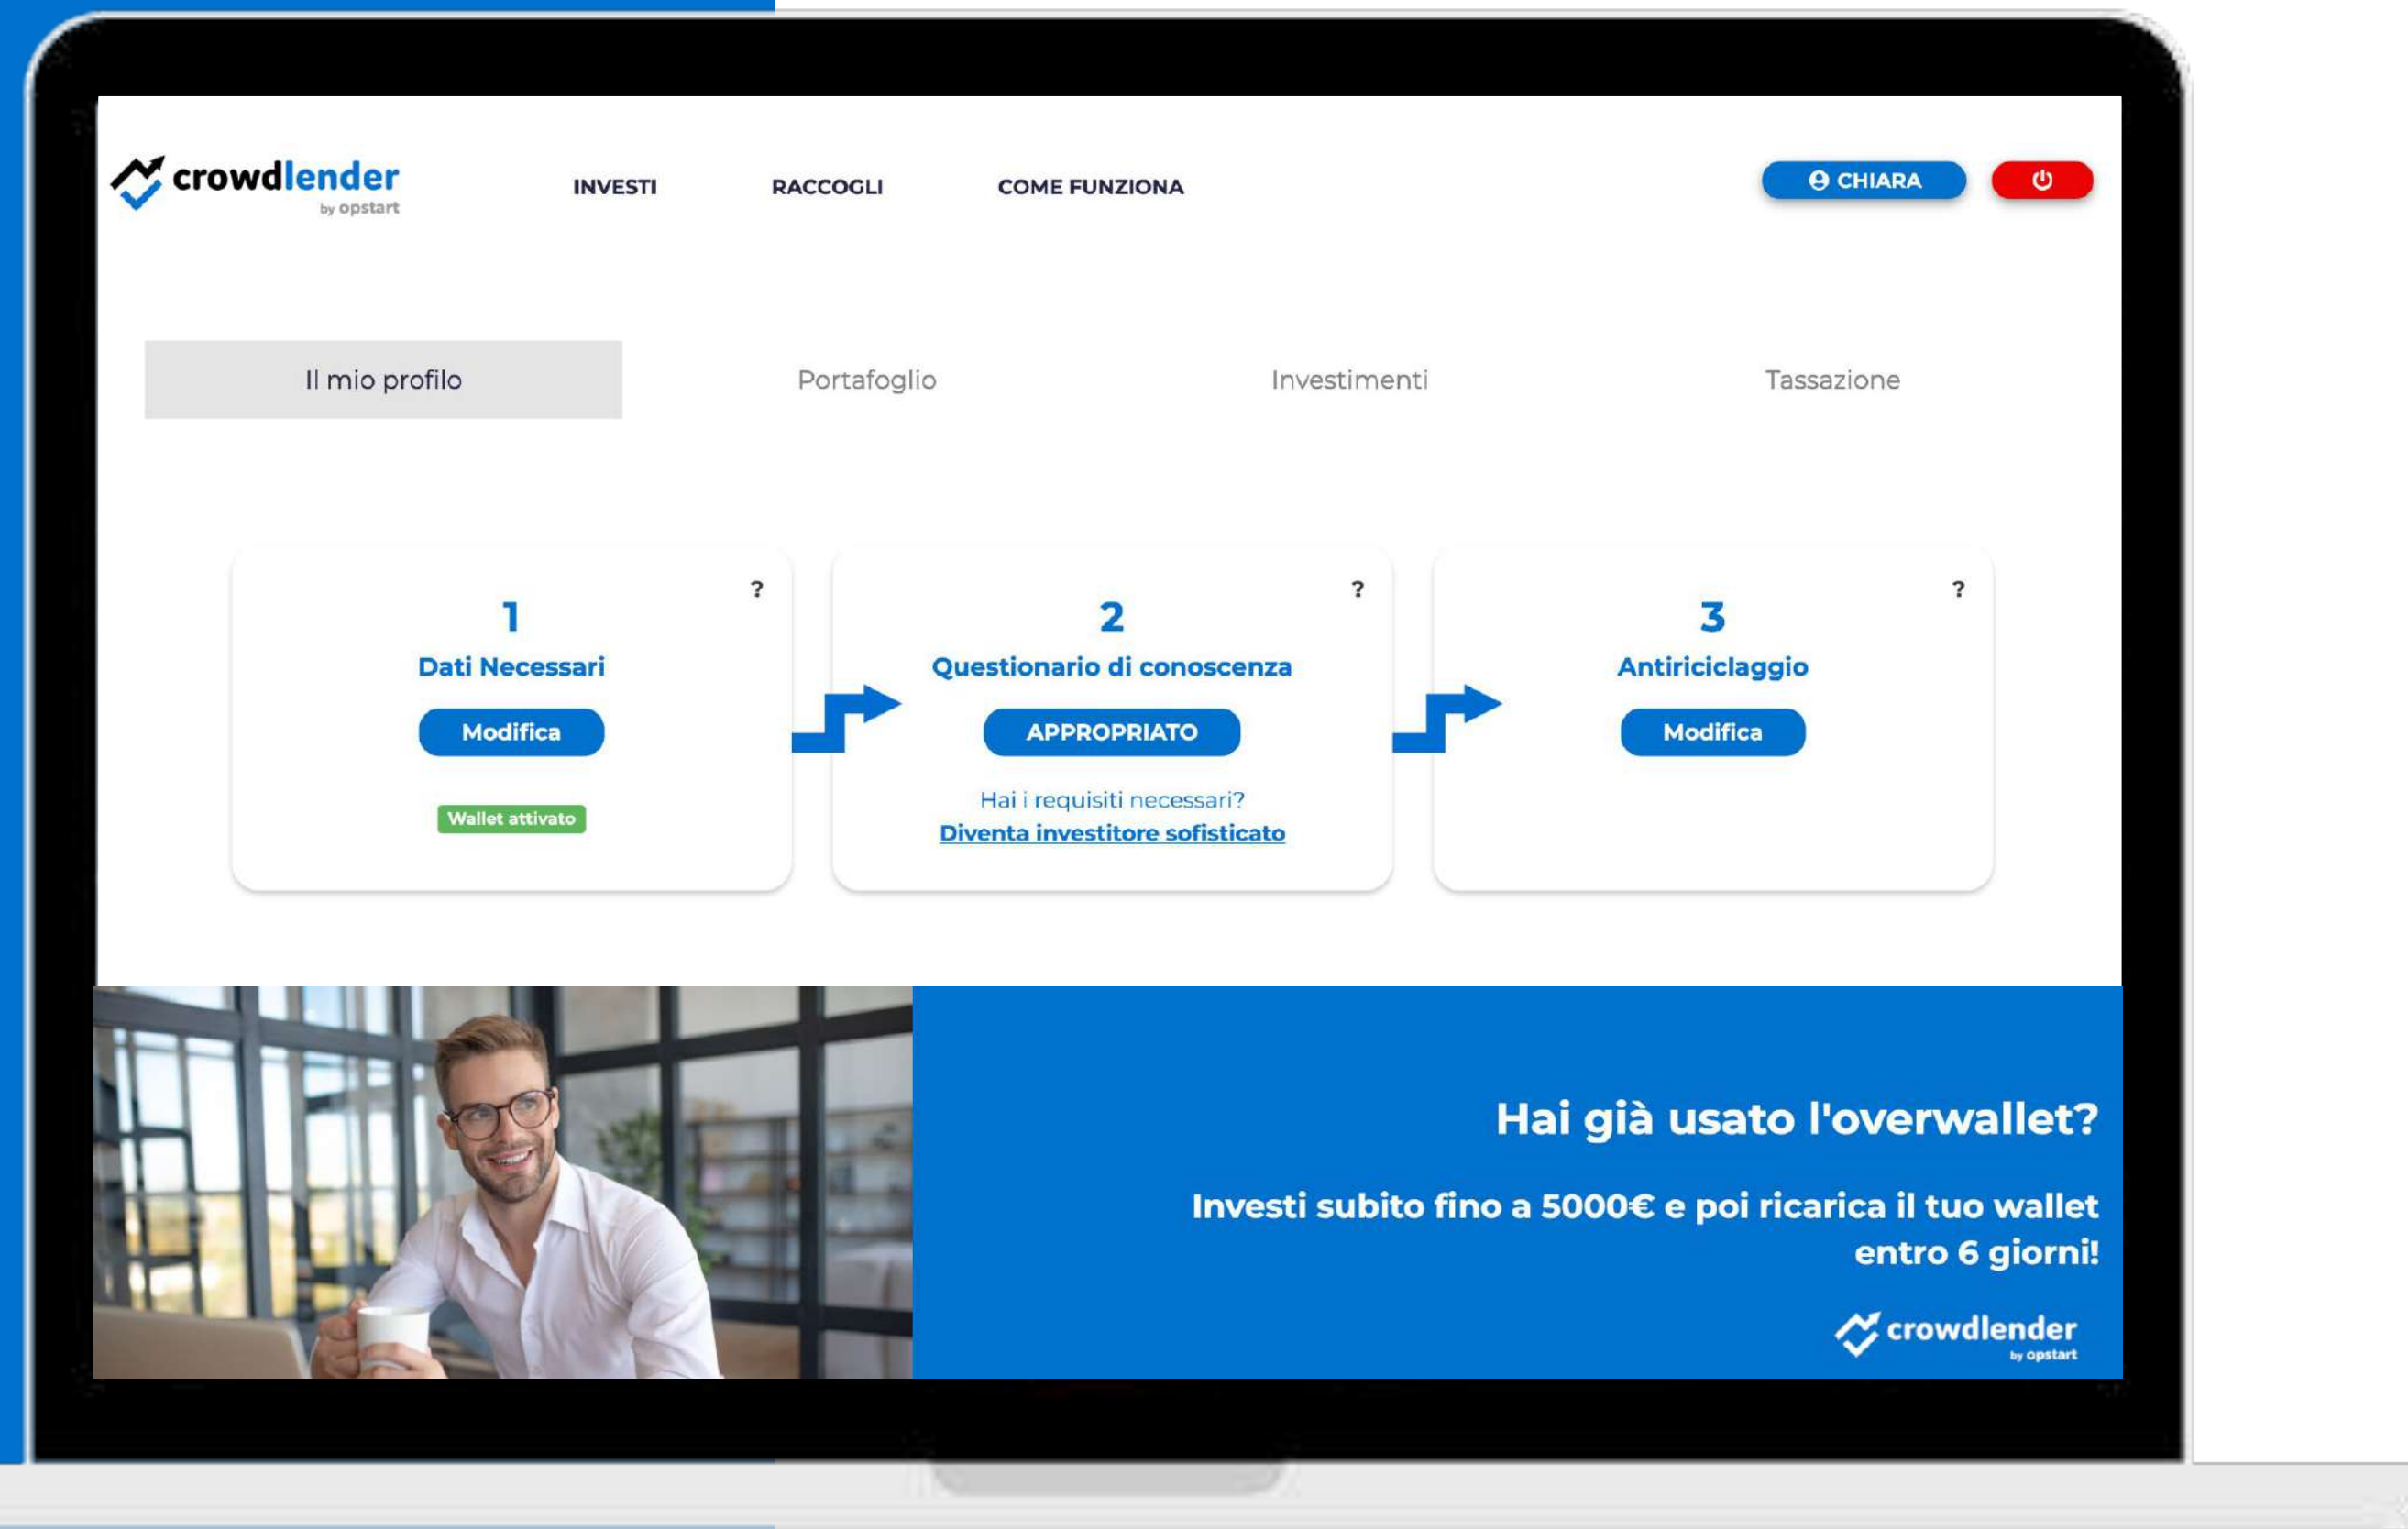 crowdlender
by opstart
INVESTI
RACCOGLI
COME FUNZIONA
CHIARA
Il mio profilo
Portafoglio
Investimenti
Tassazione
?
1
Dati Necessari
Modifica
Wallet attivato
?
2
Questionario di conoscenza
APPROPRIATO
Hai i requisiti necessari?
Diventa investitore sofisticato
?
3
Antiriciclaggio
Modifica
Hai già usato l'overwallet?
Investi subito fino a 5000€ e poi ricarica il tuo wallet
entro 6 giorni!
crowdlender
by opstart